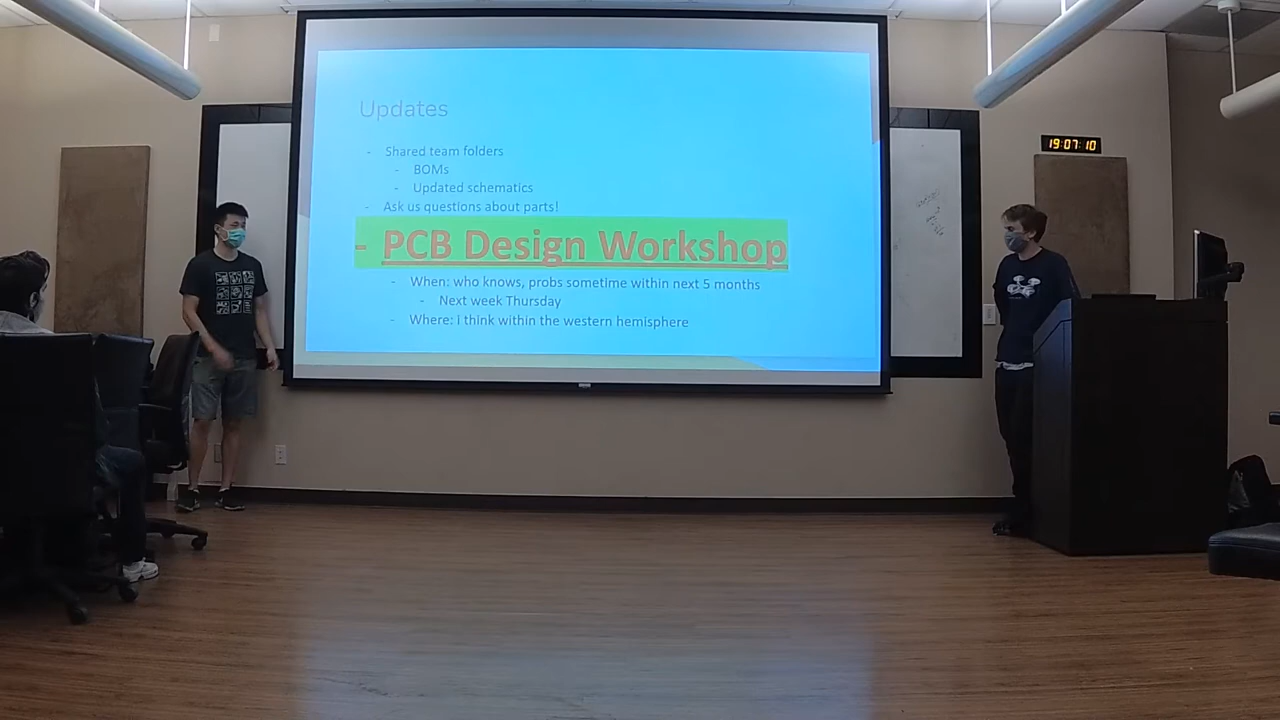 Updates
- Shared team folders
- BOMs
- Updated schematics
- Ask us questions about parts!
- PCB Design Workshop
- When: who knows, probs sometime within next 5 months
- Next week Thursday
- Where: i think within the western hemisphere
19:07:10